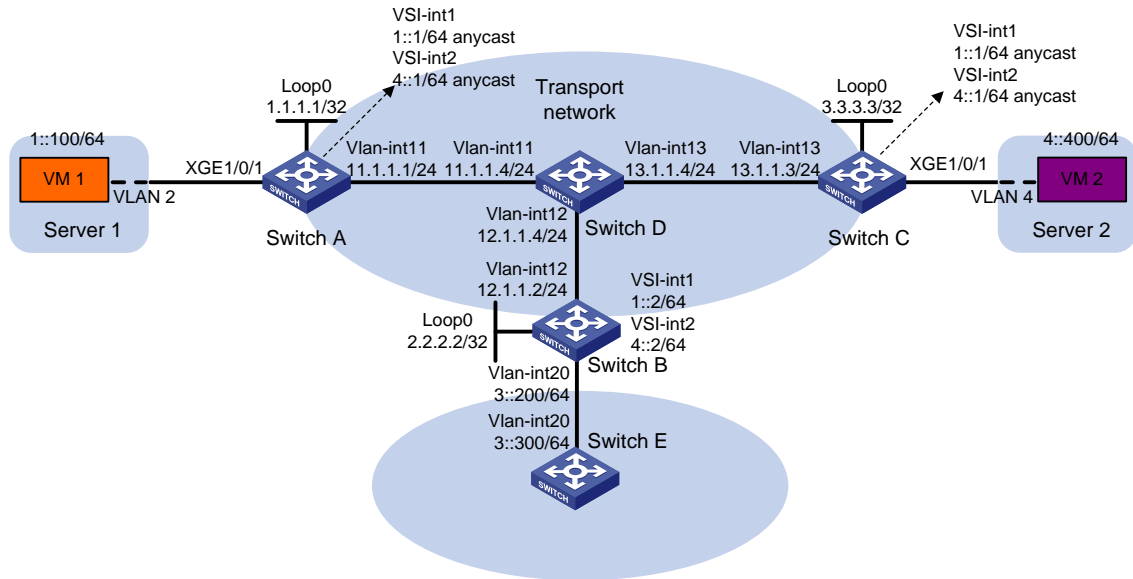 VSI-int1
1::1/64 anycast
VSI-int2
4::1/64 anycast
VSI-int1
1::1/64 anycast
VSI-int2
4::1/64 anycast
Loop0
1.1.1.1/32
Transport
network
Loop0
3.3.3.3/32
1::100/64
VM 1
VLAN 2
Server 1
XGE1/0/1
SWITCH
Switch A
Vlan-int11
11.1.1.1/24
Vlan-int11
11.1.1.4/24
SWITCH
Switch D
Vlan-int13
13.1.1.4/24
Vlan-int13
13.1.1.3/24
SWITCH
Switch C
XGE1/0/1
4::400/64
VM 2
VLAN 4
Server 2
Vlan-int12
12.1.1.4/24
Vlan-int12
12.1.1.2/24
VSI-int1
1::2/64
VSI-int2
4::2/64
Loop0
2.2.2.2/32
SWITCH
Switch B
Vlan-int20
3::200/64
Vlan-int20
3::300/64
Switch E
SWITCH